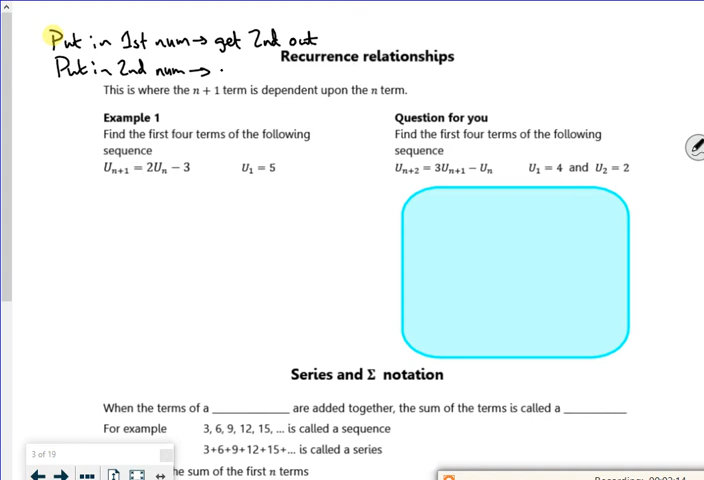 Put in 1st num → get 2nd out
Put in 2nd num →
Recurrence relationships
This is where the n + 1 term is dependent upon the n term.
Example 1
Find the first four terms of the following
sequence
Uₙ₊₁ = 2Uₙ − 3 U₁ = 5
Question for you
Find the first four terms of the following
sequence
Uₙ₊₂ = 3Uₙ₊₁ − Uₙ U₁ = 4 and U₂ = 2
Series and Σ notation
When the terms of a ____________ are added together, the sum of the terms is called a __________
For example 3, 6, 9, 12, 15, ... is called a sequence
3+6+9+12+15+... is called a series
3 of 19
he sum of the first n terms